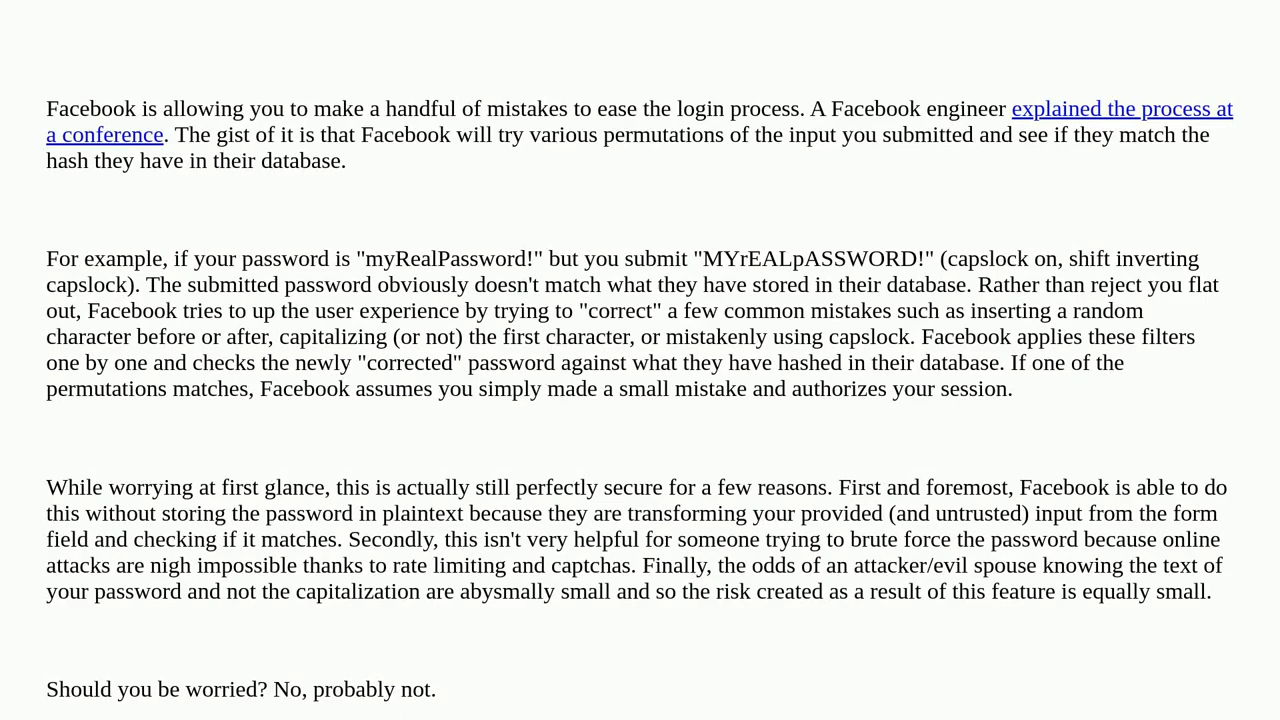 Facebook is allowing you to make a handful of mistakes to ease the login process. A Facebook engineer explained the process at
a conference. The gist of it is that Facebook will try various permutations of the input you submitted and see if they match the
hash they have in their database.
For example, if your password is "myRealPassword!" but you submit "MYrEALpASSWORD!" (capslock on, shift inverting
capslock). The submitted password obviously doesn't match what they have stored in their database. Rather than reject you flat
out, Facebook tries to up the user experience by trying to "correct" a few common mistakes such as inserting a random
character before or after, capitalizing (or not) the first character, or mistakenly using capslock. Facebook applies these filters
one by one and checks the newly "corrected" password against what they have hashed in their database. If one of the
permutations matches, Facebook assumes you simply made a small mistake and authorizes your session.
While worrying at first glance, this is actually still perfectly secure for a few reasons. First and foremost, Facebook is able to do
this without storing the password in plaintext because they are transforming your provided (and untrusted) input from the form
field and checking if it matches. Secondly, this isn't very helpful for someone trying to brute force the password because online
attacks are nigh impossible thanks to rate limiting and captchas. Finally, the odds of an attacker/evil spouse knowing the text of
your password and not the capitalization are abysmally small and so the risk created as a result of this feature is equally small.
Should you be worried? No, probably not.